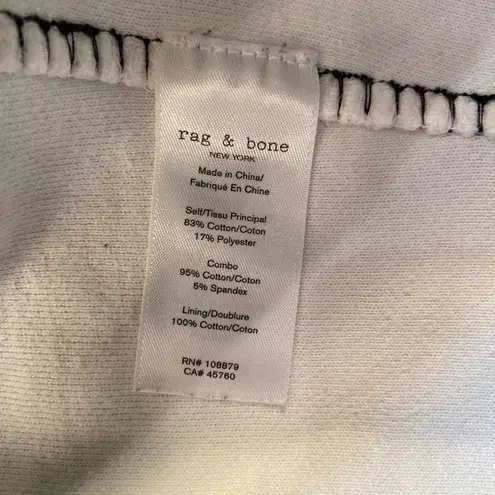 rag & bone
NEW YORK
Made in China/
Fabriqué En Chine
Self/Tissu Principal
83% Cotton/Coton
17% Polyester
Combo
95% Cotton/Coton
5% Spandex
Lining/Doublure
100% Cotton/Coton
RN# 108879
CA# 45760